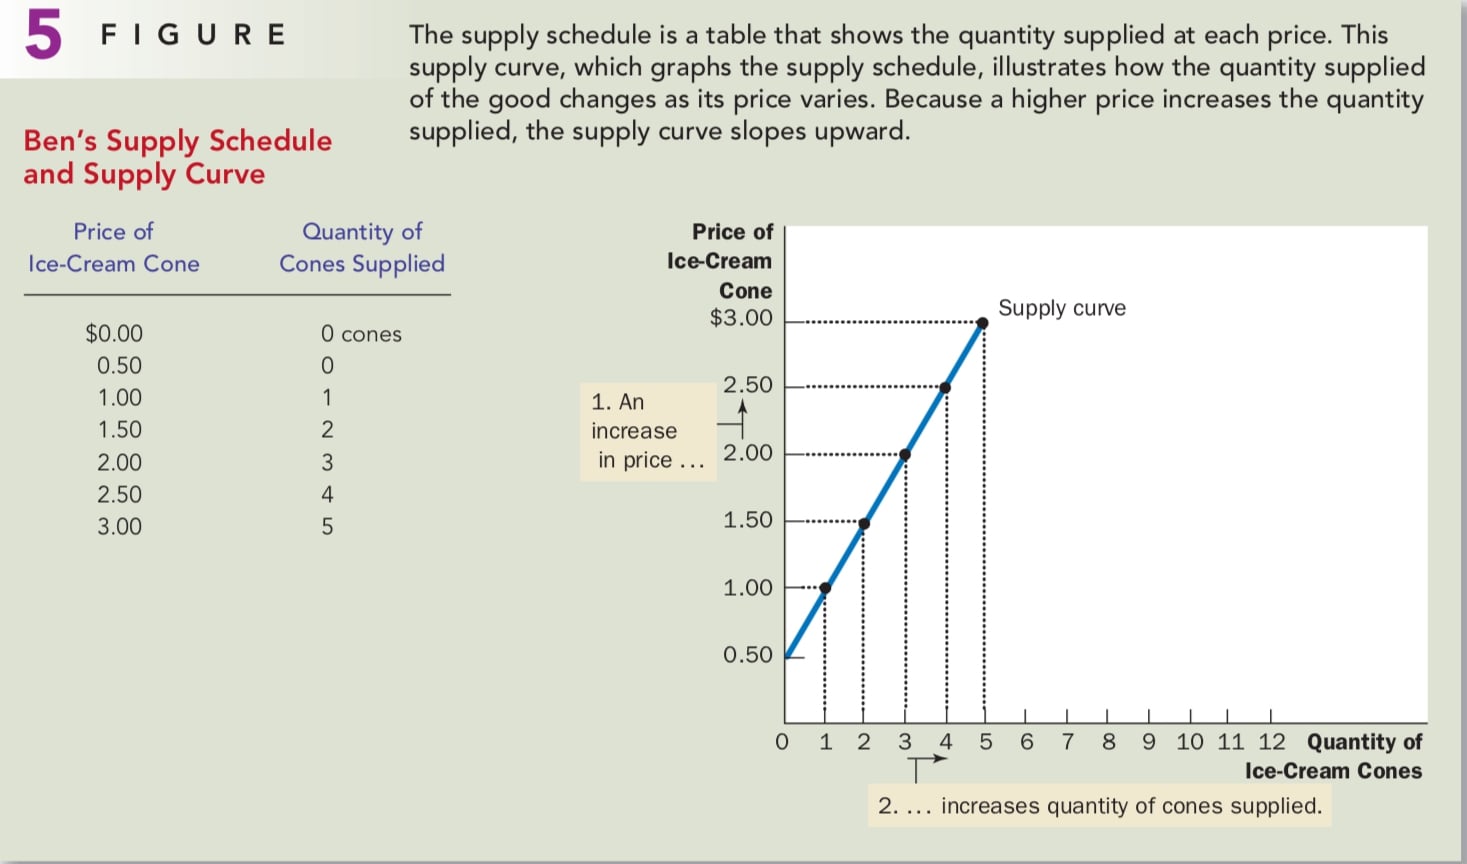 5 FIGURE
The supply schedule is a table that shows the quantity supplied at each price. This
supply curve, which graphs the supply schedule, illustrates how the quantity supplied
of the good changes as its price varies. Because a higher price increases the quantity
supplied, the supply curve slopes upward.
Ben’s Supply Schedule
and Supply Curve
Price of
Ice-Cream Cone
Quantity of
Cones Supplied
$0.00 0 cones
0.50 0
1.00 1
1.50 2
2.00 3
2.50 4
3.00 5
Price of
Ice-Cream
Cone
$3.00
2.50
2.00
1.50
1.00
0.50
Supply curve
1. An
increase
in price ...
0 1 2 3 4 5 6 7 8 9 10 11 12
Quantity of
Ice-Cream Cones
2. ... increases quantity of cones supplied.